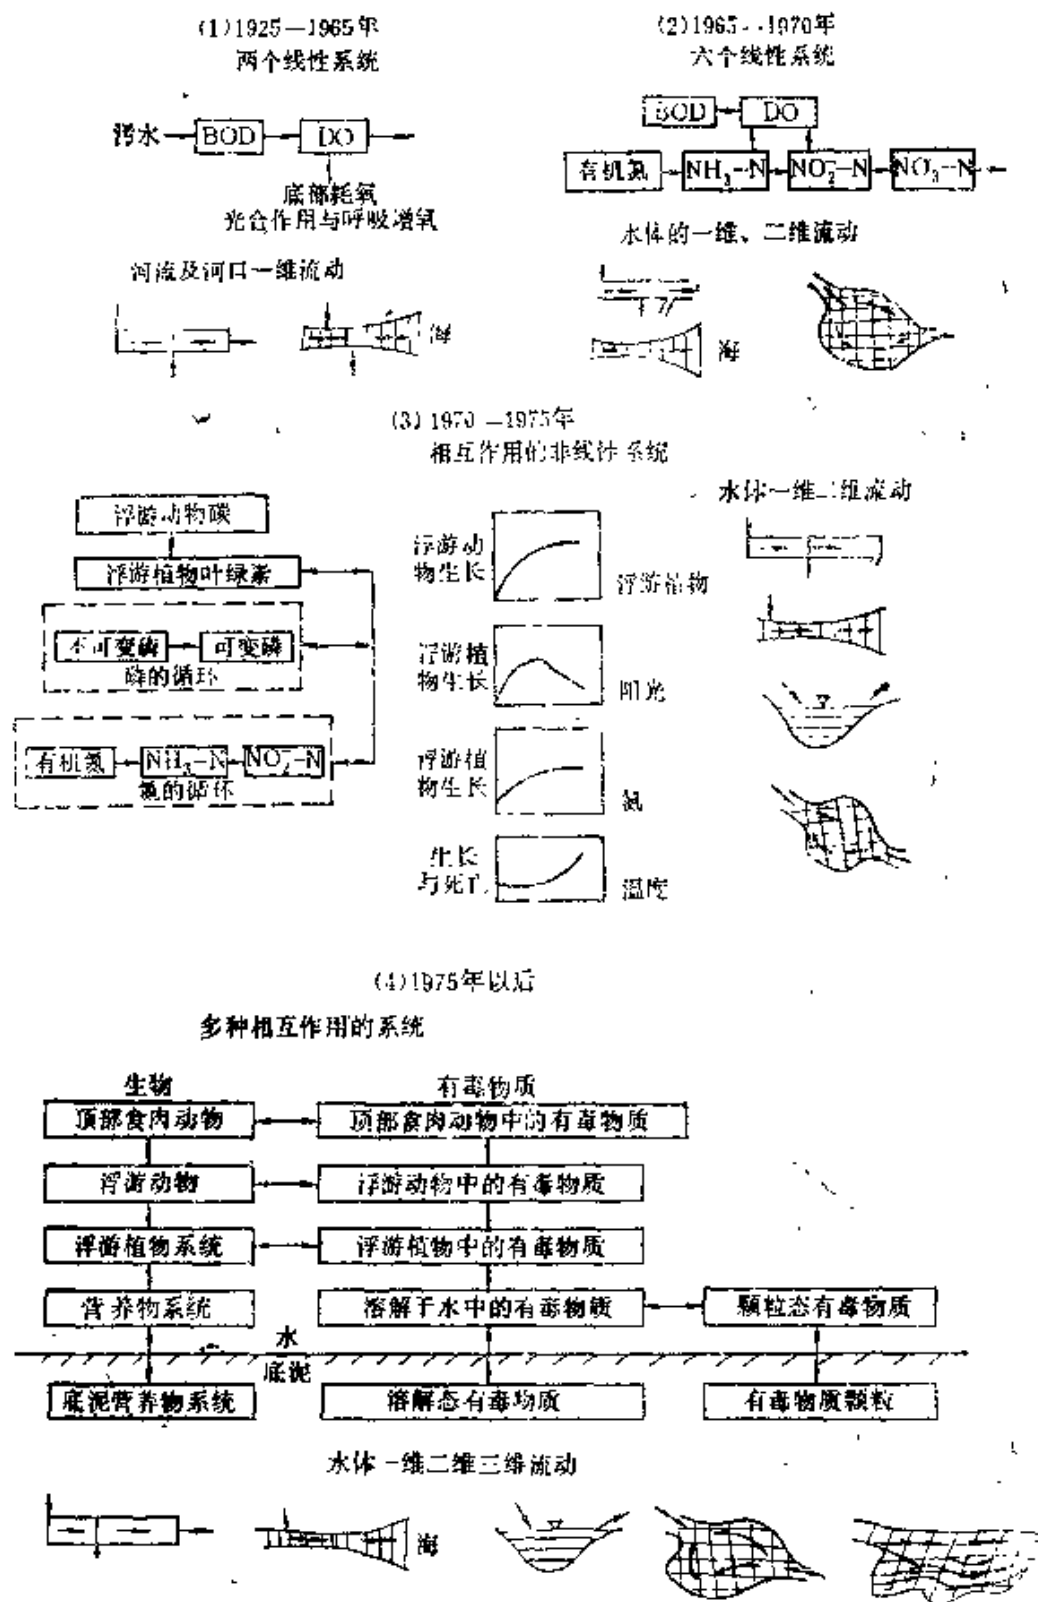 (1)1925—1965年
两个线性系统
污水
BOD
DO
底部耗氧
光合作用与呼吸增氧
河流及河口一维流动
海
(2)1965--1970年
六个线性系统
BOD
DO
有机氮
NH₃—N
NO₂⁻—N
NO₃—N
水体的一维、二维流动
海
(3)1970—1975年
相互作用的非线性系统
浮游动物碳
浮游植物叶绿素
不可变磷
可变磷
磷的循环
有机氮
NH₃—N
NO₂⁻—N
氮的循环
浮游动
物生长
浮游植物
浮游植
物生长
阳光
浮游植
物生长
氮
生长
与死亡
温度
水体一维二维流动
(4)1975年以后
多种相互作用的系统
生物
有毒物质
顶部食肉动物
顶部食肉动物中的有毒物质
浮游动物
浮游动物中的有毒物质
浮游植物系统
浮游植物中的有毒物质
营养物系统
溶解于水中的有毒物质
颗粒态有毒物质
水
底泥
底泥营养物系统
溶解态有毒物质
有毒物质颗粒
水体一维二维三维流动
海